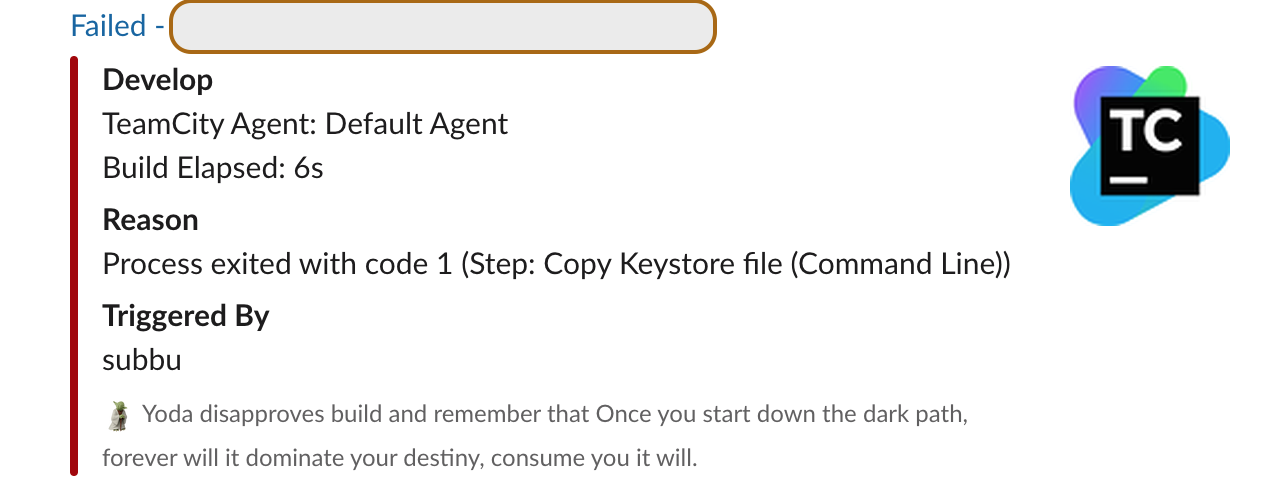 Failed -
Develop
TeamCity Agent: Default Agent
Build Elapsed: 6s
TC
Reason
Process exited with code 1 (Step: Copy Keystore file (Command Line))
Triggered By
subbu
Yoda disapproves build and remember that Once you start down the dark path,
forever will it dominate your destiny, consume you it will.